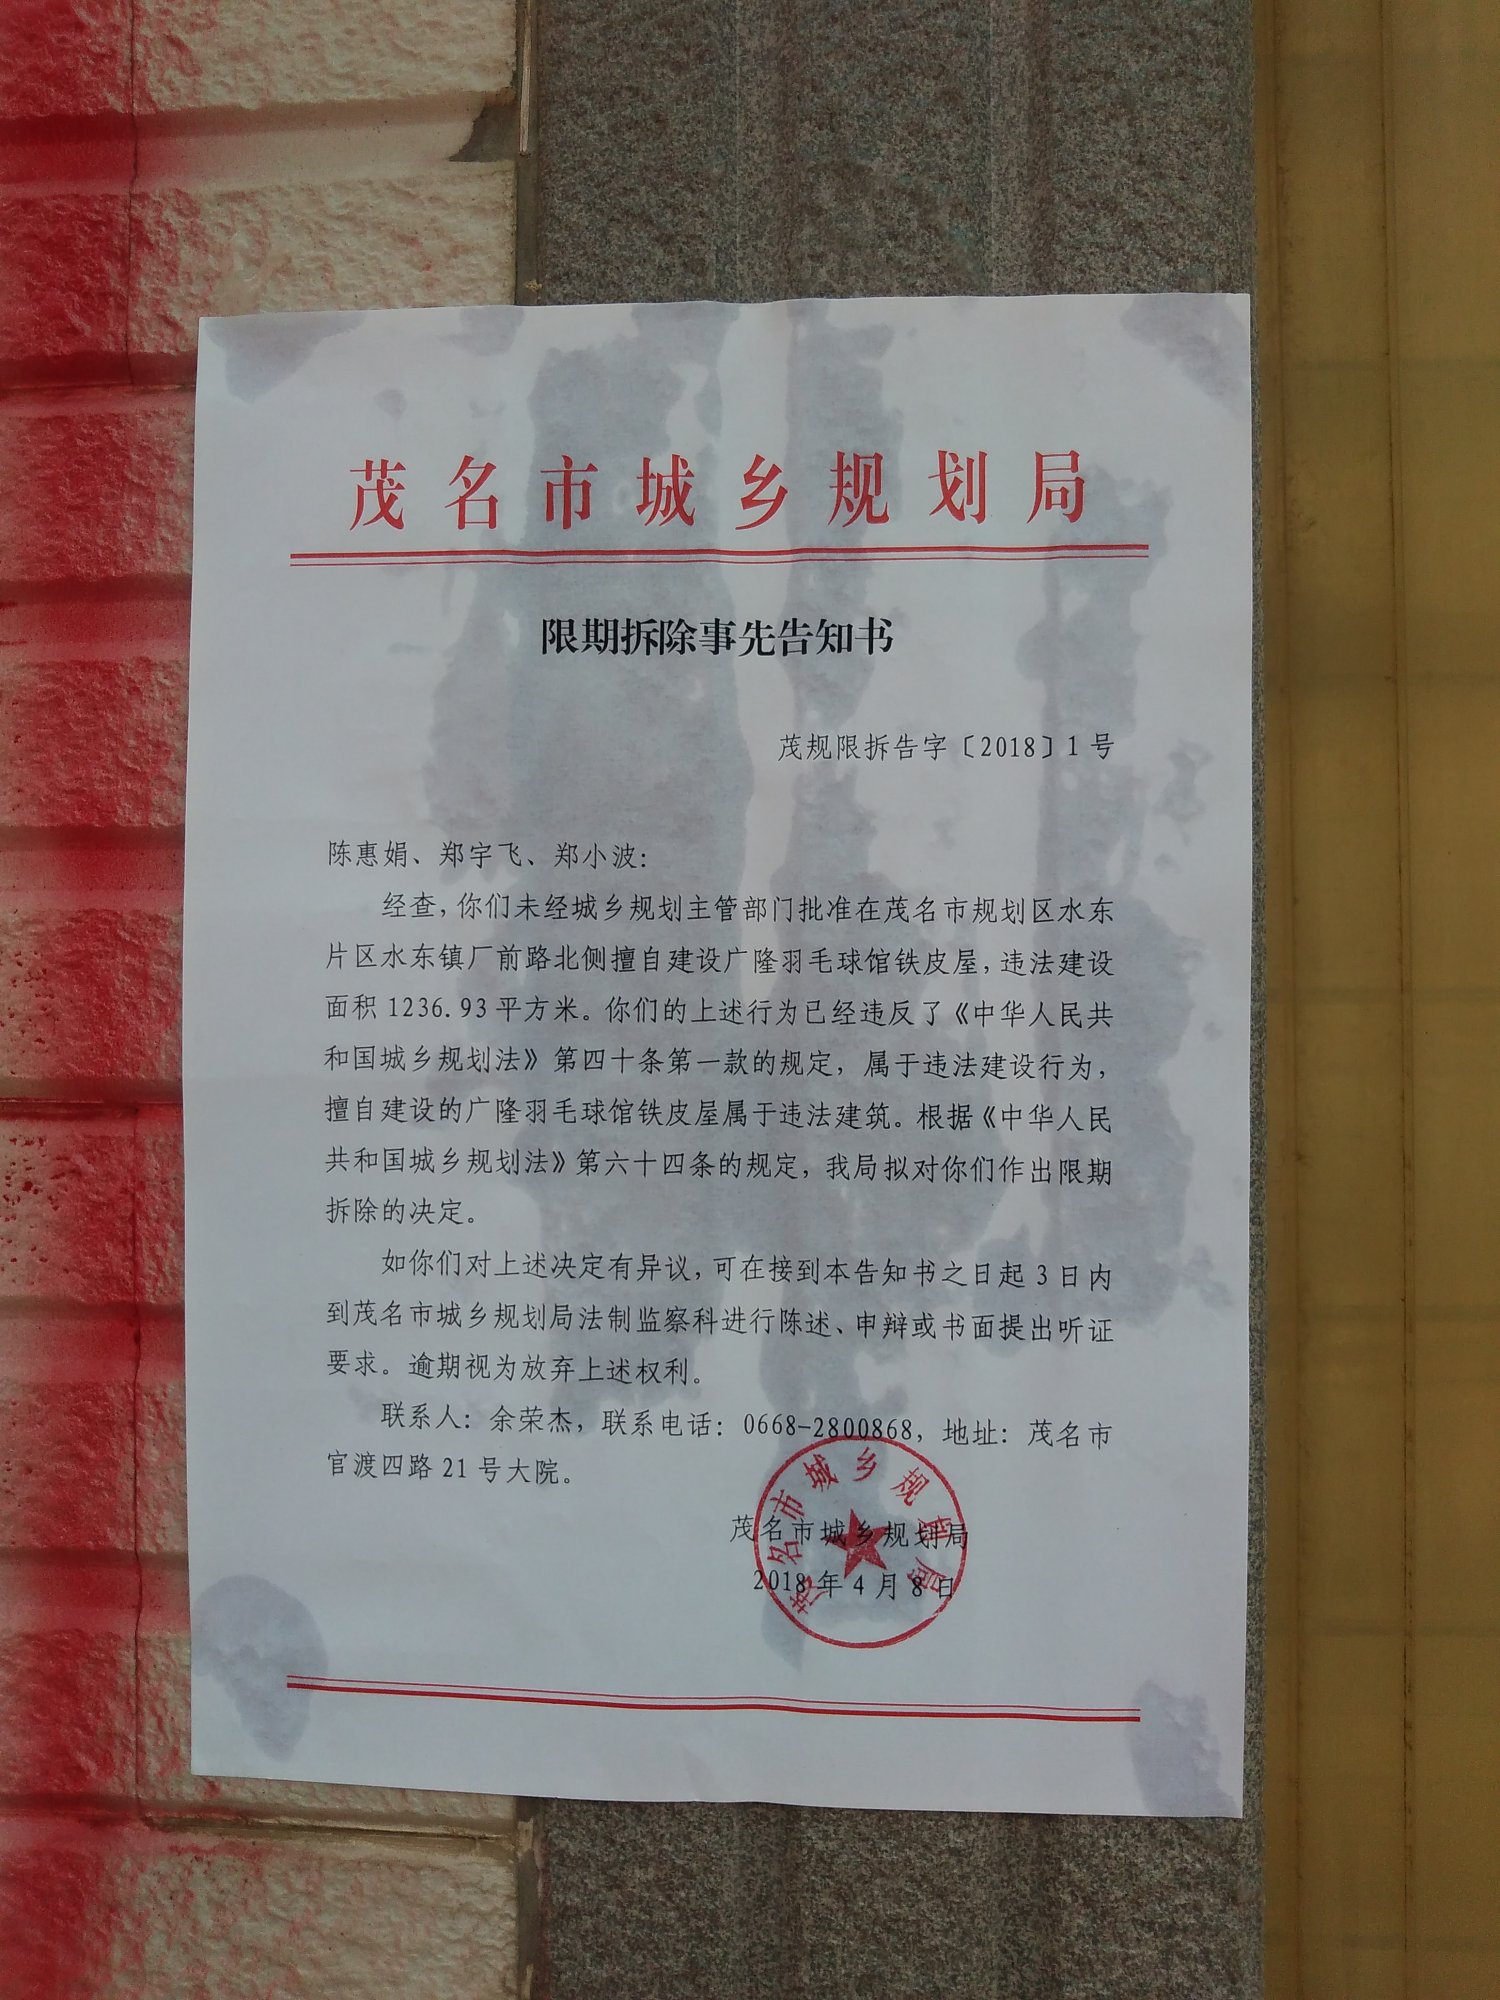 茂名市城乡规划局
限期拆除事先告知书
茂规限拆告字〔2018〕1号
陈惠娟、郑宇飞、郑小波：
经查，你们未经城乡规划主管部门批准在茂名市规划区水东
片区水东镇厂前路北侧擅自建设广隆羽毛球馆铁皮屋，违法建设
面积1236.93平方米。你们的上述行为已经违反了《中华人民共
和国城乡规划法》第四十条第一款的规定，属于违法建设行为，
擅自建设的广隆羽毛球馆铁皮屋属于违法建筑。根据《中华人民
共和国城乡规划法》第六十四条的规定，我局拟对你们作出限期
拆除的决定。
如你们对上述决定有异议，可在接到本告知书之日起3日内
到茂名市城乡规划局法制监察科进行陈述、申辩或书面提出听证
要求。逾期视为放弃上述权利。
联系人：余荣杰，联系电话：0668-2800868，地址：茂名市
官渡四路21号大院。
茂名市城乡规划局
2018年4月8日
茂名市城乡规划局